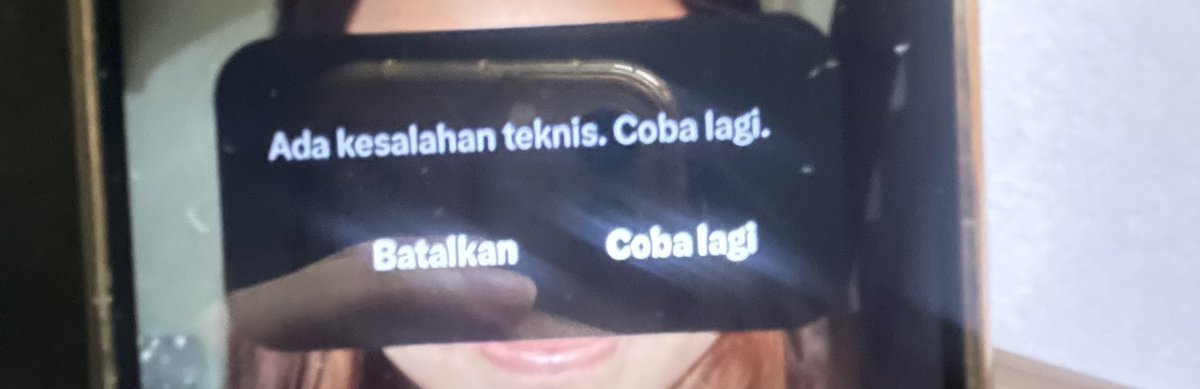 Ada kesalahan teknis. Coba lagi.
Batalkan Coba lagi